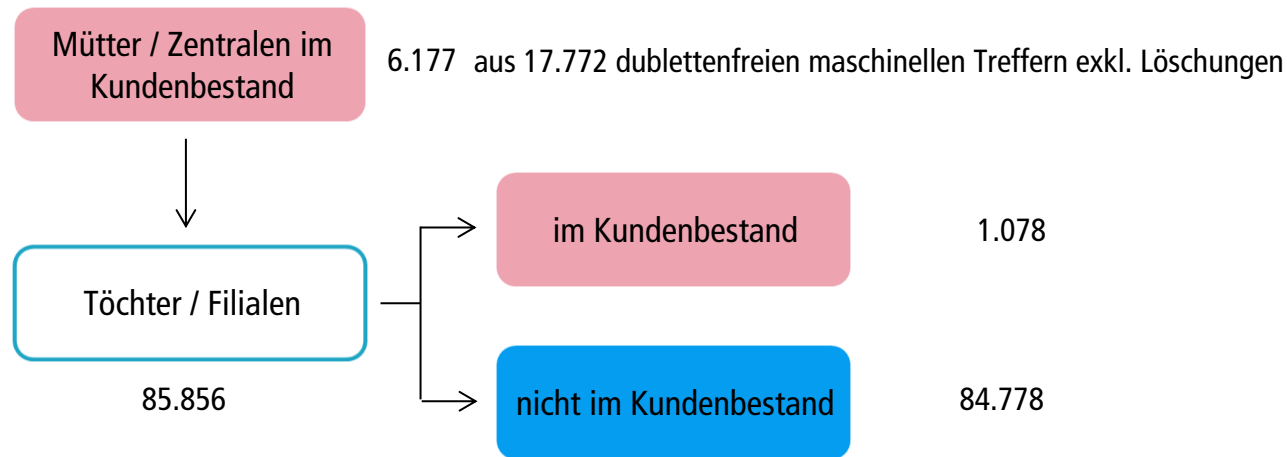 Mütter / Zentralen im
Kundenbestand
6.177 aus 17.772 dublettenfreien maschinellen Treffern exkl. Löschungen
im Kundenbestand
1.078
Töchter / Filialen
85.856
nicht im Kundenbestand
84.778